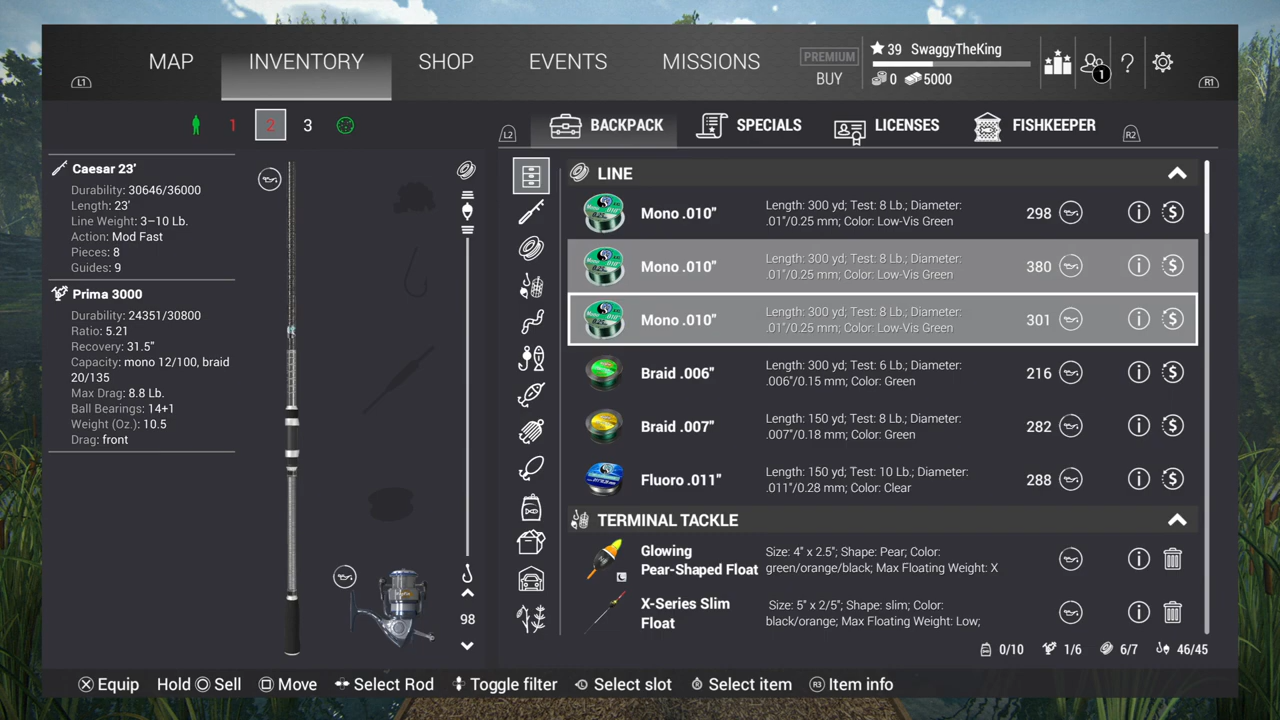 MAP
INVENTORY
SHOP
EVENTS
MISSIONS
PREMIUM
BUY
39 SwaggyTheKing
0 5000
1
?
L1
R1
1 2 3
L2
BACKPACK
SPECIALS
LICENSES
FISHKEEPER
R2
Caesar 23'
Durability: 30646/36000
Length: 23'
Line Weight: 3–10 Lb.
Action: Mod Fast
Pieces: 8
Guides: 9
Prima 3000
Durability: 24351/30800
Ratio: 5.21
Recovery: 31.5"
Capacity: mono 12/100, braid
20/135
Max Drag: 8.8 Lb.
Ball Bearings: 14+1
Weight (Oz.): 10.5
Drag: front
98
LINE
Mono .010"
Length: 300 yd; Test: 8 Lb.; Diameter:
.01"/0.25 mm; Color: Low-Vis Green
298
Mono .010"
Length: 300 yd; Test: 8 Lb.; Diameter:
.01"/0.25 mm; Color: Low-Vis Green
380
Mono .010"
Length: 300 yd; Test: 8 Lb.; Diameter:
.01"/0.25 mm; Color: Low-Vis Green
301
Braid .006"
Length: 300 yd; Test: 6 Lb.; Diameter:
.006"/0.15 mm; Color: Green
216
Braid .007"
Length: 150 yd; Test: 8 Lb.; Diameter:
.007"/0.18 mm; Color: Green
282
Fluoro .011"
Length: 150 yd; Test: 10 Lb.; Diameter:
.011"/0.28 mm; Color: Clear
288
TERMINAL TACKLE
Glowing
Pear-Shaped Float
Size: 4" x 2.5"; Shape: Pear; Color:
green/orange/black; Max Floating Weight: X
X-Series Slim
Float
Size: 5" x 2/5"; Shape: slim; Color:
black/orange; Max Floating Weight: Low;
0/10 1/6 6/7 46/45
Equip
Hold Sell
Move
Select Rod
Toggle filter
Select slot
Select item
R3 Item info